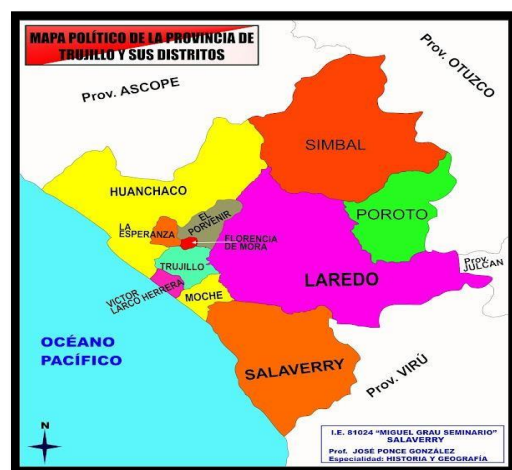 MAPA POLÍTICO DE LA PROVINCIA DE
TRUJILLO Y SUS DISTRITOS
Prov. ASCOPE
Prov. OTUZCO
SIMBAL
HUANCHACO
EL
PORVENIR
POROTO
LA
ESPERANZA
FLORENCIA
DE MORA
TRUJILLO
Prov.
JULCAN
LAREDO
VICTOR
LARCO HERRERA
MOCHE
OCÉANO
PACÍFICO
SALAVERRY
Prov. VIRÚ
N
I.E. 81024 "MIGUEL GRAU SEMINARIO"
SALAVERRY
Prof. JOSÉ PONCE GONZÁLEZ
Especialidad: HISTORIA Y GEOGRAFÍA